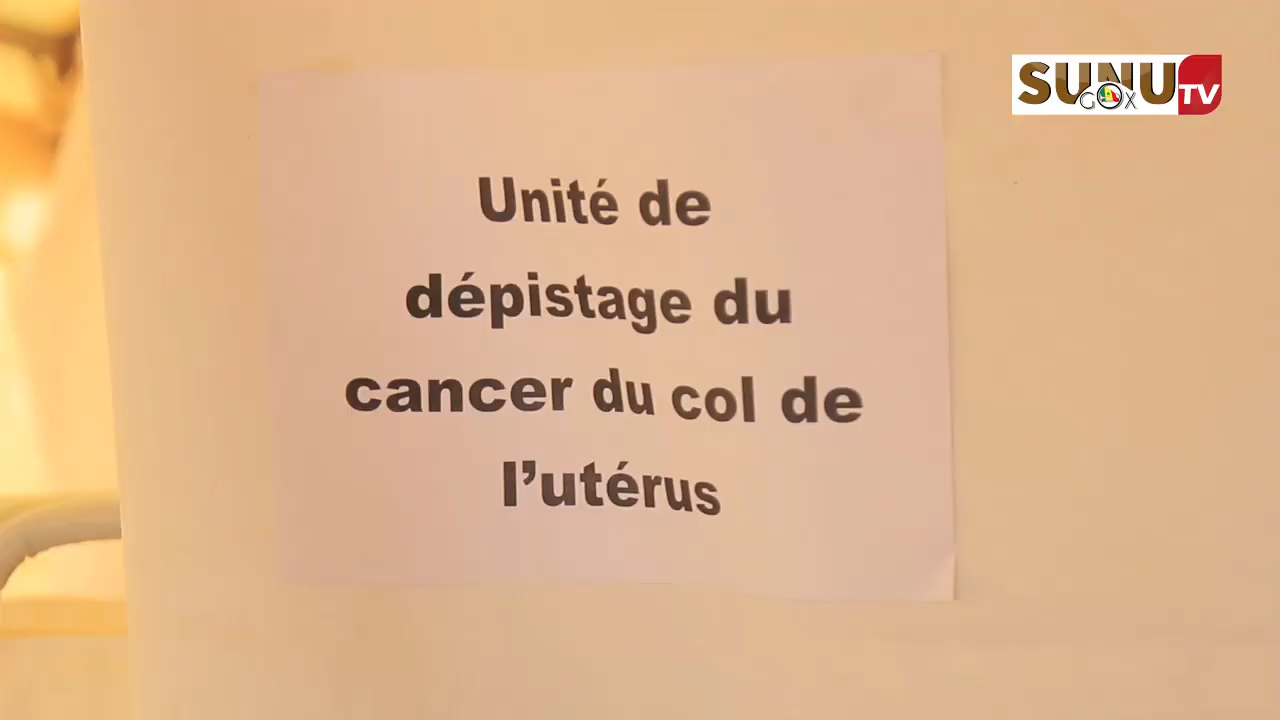 SUNU
GOX
TV
Unité de
dépistage du
cancer du col de
l'utérus